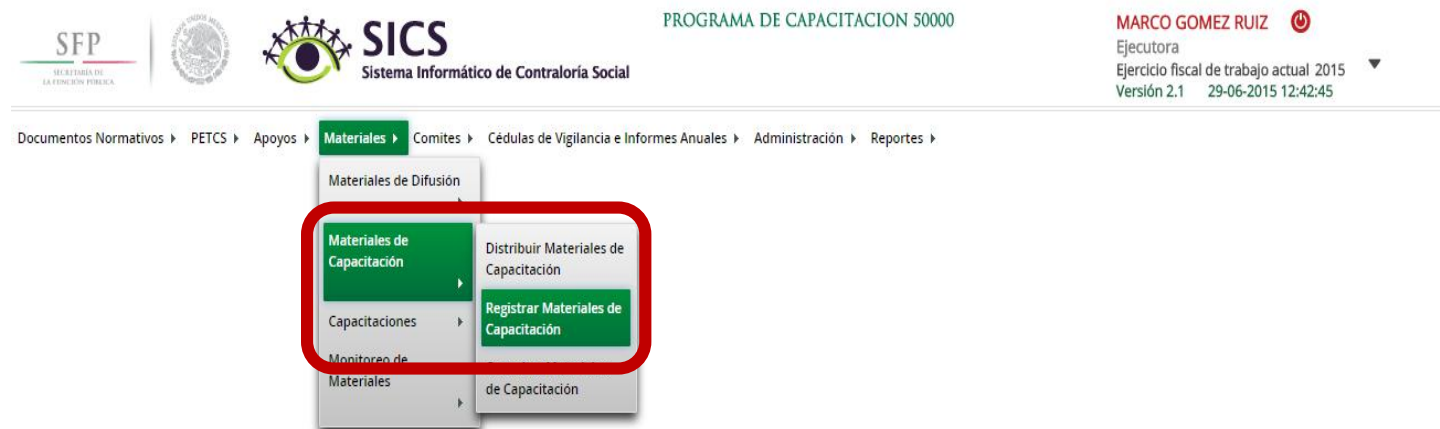 PROGRAMA DE CAPACITACION 50000
SFP
SECRETARÍA DE
LA FUNCIÓN PÚBLICA
SICS
Sistema Informático de Contraloría Social
MARCO GOMEZ RUIZ
Ejecutora
Ejercicio fiscal de trabajo actual 2015
Versión 2.1 29-06-2015 12:42:45
Documentos Normativos PETCS Apoyos Materiales Comites Cédulas de Vigilancia e Informes Anuales Administración Reportes
Materiales de Difusión
Materiales de
Capacitación
Capacitaciones
Monitoreo de
Materiales
Distribuir Materiales de
Capacitación
Registrar Materiales de
Capacitación
de Capacitación